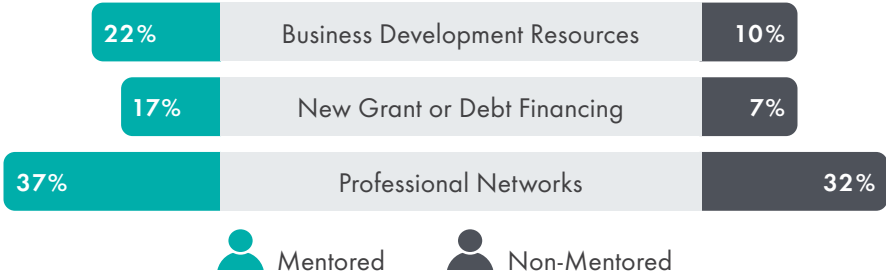 22% Business Development Resources 10%
17% New Grant or Debt Financing 7%
37% Professional Networks 32%
Mentored Non-Mentored